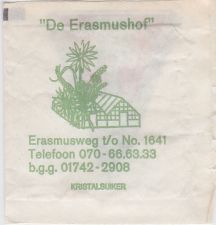 "De Erasmushof"
Erasmusweg t/o No. 1641
Telefoon 070-66.63.33
b.g.g. 01742-2908
KRISTALSUIKER